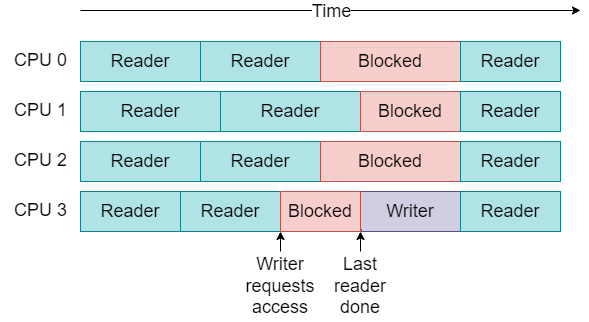 Time
CPU 0 Reader Reader Blocked Reader
CPU 1 Reader Reader Blocked Reader
CPU 2 Reader Reader Blocked Reader
CPU 3 Reader Reader Blocked Writer Reader
Writer
requests
access
Last
reader
done